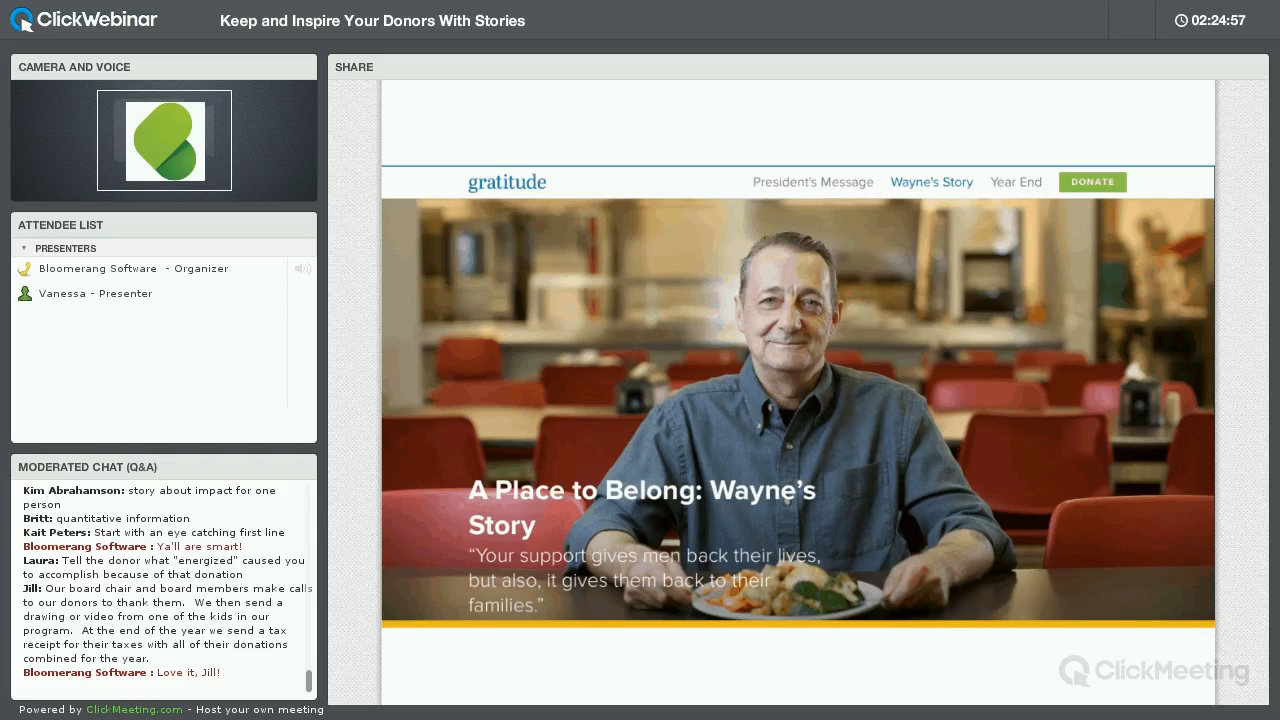 ClickWebinar
Keep and Inspire Your Donors With Stories
02:24:57
CAMERA AND VOICE
ATTENDEE LIST
PRESENTERS
Bloomerang Software - Organizer
Vanessa - Presenter
MODERATED CHAT (Q&A)
Kim Abrahamson: story about impact for one
person
Britt: quantitative information
Kait Peters: Start with an eye catching first line
Bloomerang Software : Ya'll are smart!
Laura: Tell the donor what "energized" caused you
to accomplish because of that donation
Jill: Our board chair and board members make calls
to our donors to thank them. We then send a
drawing or video from one of the kids in our
program. At the end of the year we send a tax
receipt for their taxes with all of their donations
combined for the year.
Bloomerang Software : Love it, Jill!
Powered by ClickMeeting.com - Host your own meeting
SHARE
gratitude
President's Message
Wayne's Story
Year End
DONATE
A Place to Belong: Wayne's
Story
“Your support gives men back their lives,
but also, it gives them back to their
families.”
ClickMeeting